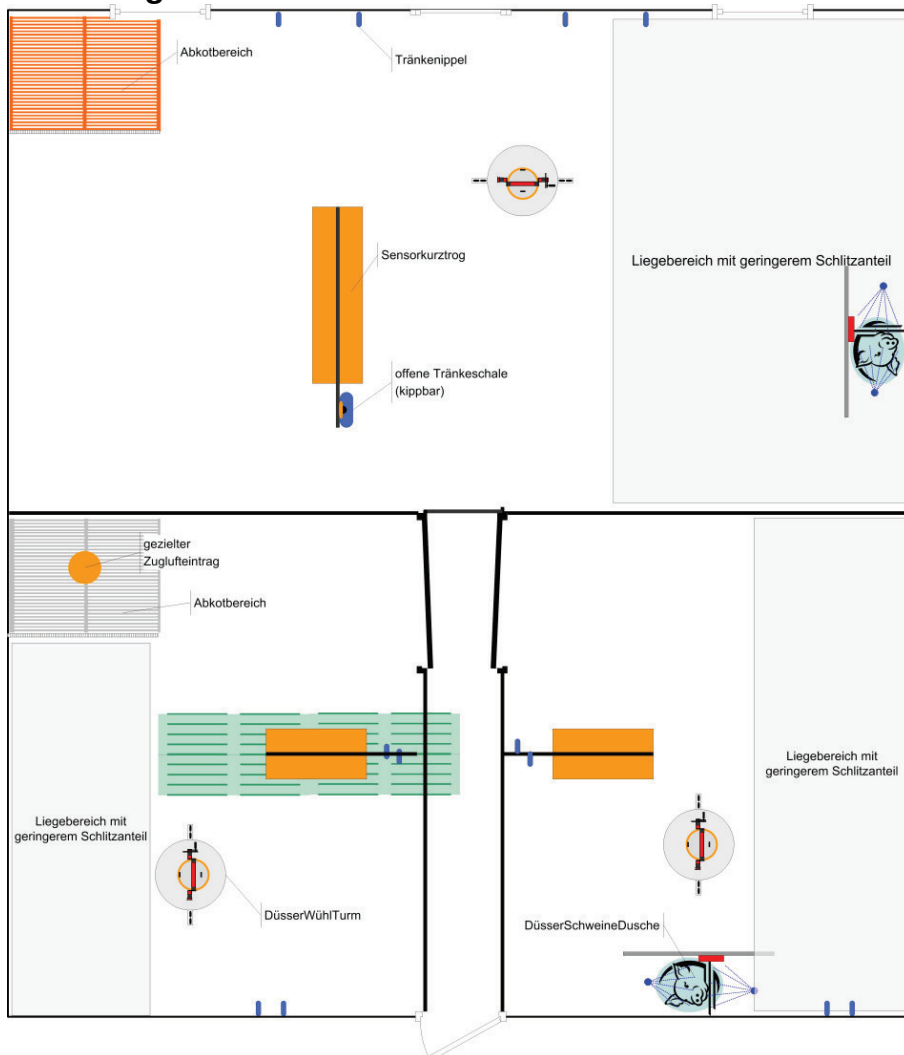 Abkotbereich
Tränkenippel
Sensorkurztrog
Liegebereich mit geringerem Schlitzanteil
offene Tränkeschale
(kippbar)
gezielter
Zuglufteintrag
Abkotbereich
Liegebereich mit
geringerem Schlitzanteil
Liegebereich mit
geringerem Schlitzanteil
DüsserWühlTurm
DüsserSchweineDusche